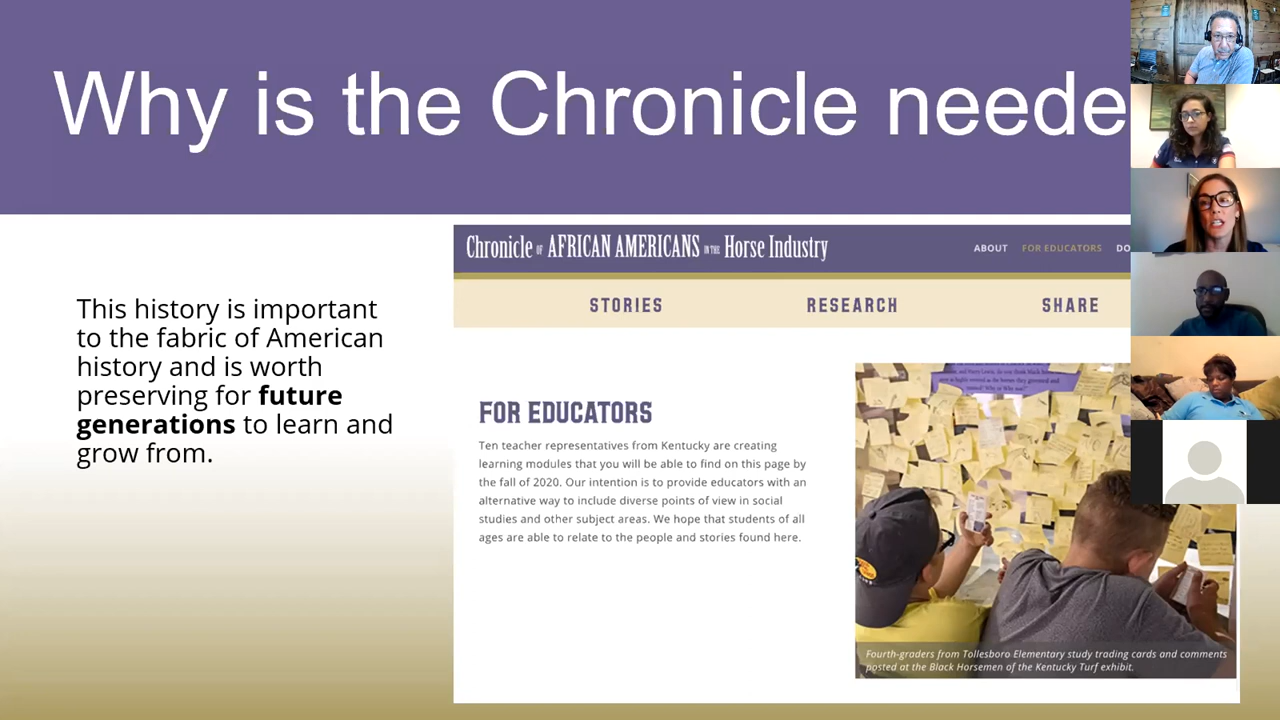 Why is the Chronicle neede
This history is important
to the fabric of American
history and is worth
preserving for future
generations to learn and
grow from.
Chronicle OF AFRICAN AMERICANS IN THE Horse Industry
ABOUT FOR EDUCATORS DO
STORIES RESEARCH SHARE
FOR EDUCATORS
Ten teacher representatives from Kentucky are creating
learning modules that you will be able to find on this page by
the fall of 2020. Our intention is to provide educators with an
alternative way to include diverse points of view in social
studies and other subject areas. We hope that students of all
ages are able to relate to the people and stories found here.
Fourth-graders from Tollesboro Elementary study trading cards and comments
posted at the Black Horsemen of the Kentucky Turf exhibit.